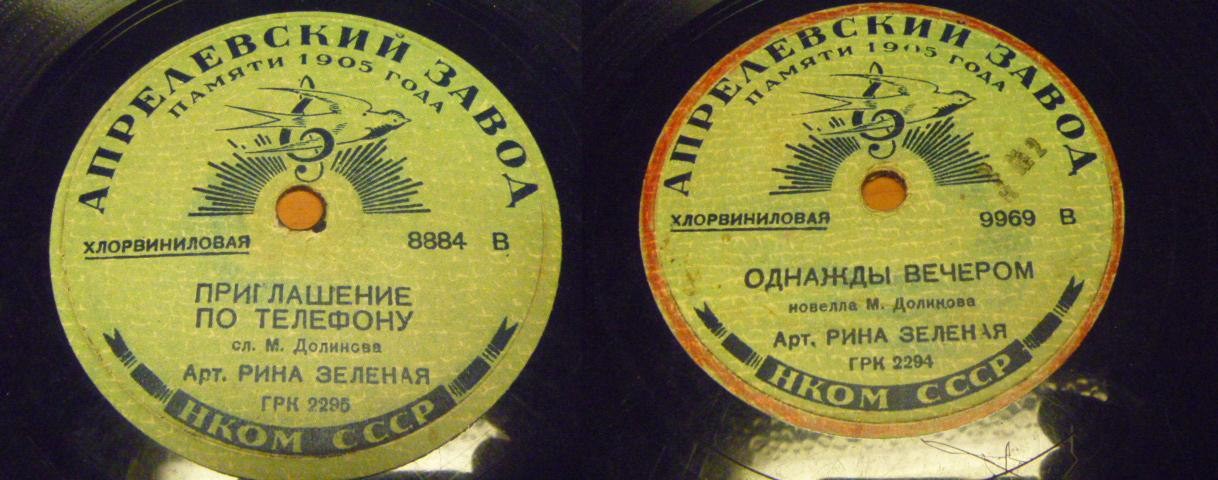 АПРЕЛЕВСКИЙ ЗАВОД
ПАМЯТИ 1905 ГОДА
ХЛОРВИНИЛОВАЯ 8884 В
ПРИГЛАШЕНИЕ
ПО ТЕЛЕФОНУ
сл. М. Долинова
Арт. РИНА ЗЕЛЕНАЯ
ГРК 2295
НКОМ СССР
АПРЕЛЕВСКИЙ ЗАВОД
ПАМЯТИ 1905 ГОДА
ХЛОРВИНИЛОВАЯ 9969 В
ОДНАЖДЫ ВЕЧЕРОМ
новелла М. Доликова
Арт. РИНА ЗЕЛЕНАЯ
ГРК 2294
НКОМ СССР